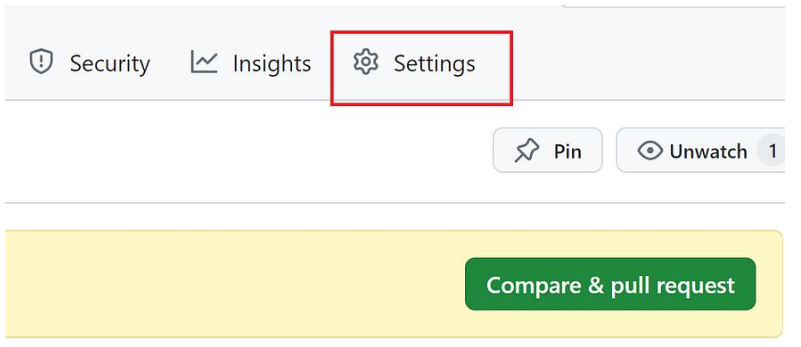 Security Insights Settings
Pin Unwatch 1
Compare & pull request